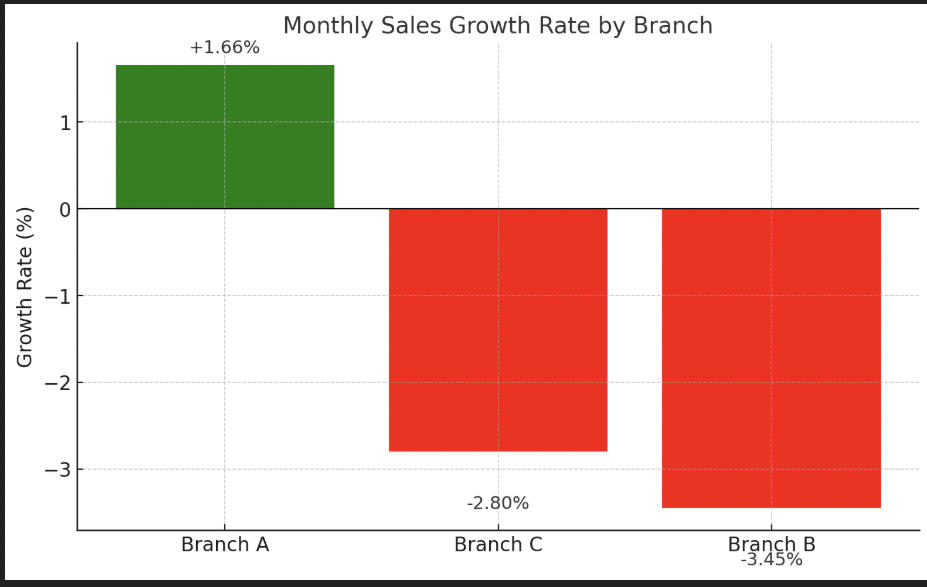 Monthly Sales Growth Rate by Branch
+1.66%
Growth Rate (%)
1
0
−1
−2
−3
-2.80%
Branch A
Branch C
Branch B
-3.45%